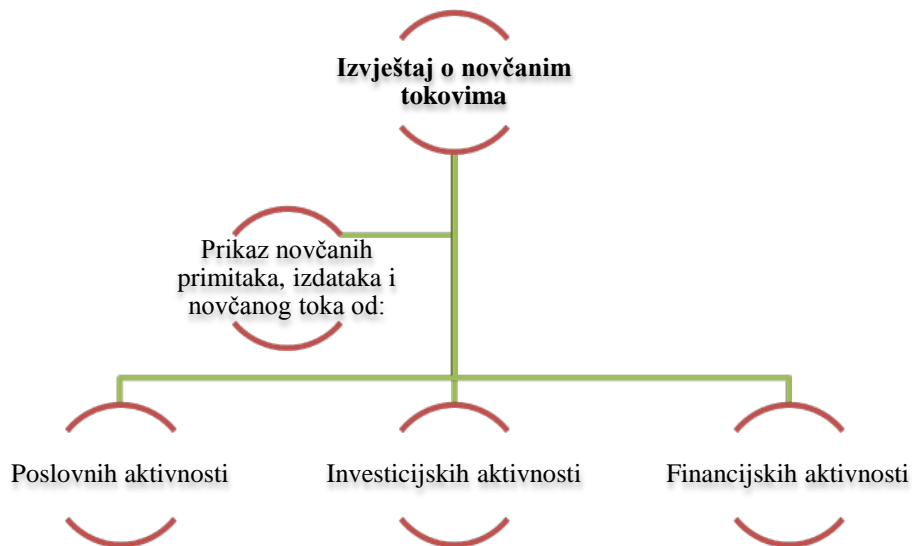 Izvještaj o novčanim
tokovima
Prikaz novčanih
primitaka, izdataka i
novčanog toka od:
Poslovnih aktivnosti
Investicijskih aktivnosti
Financijskih aktivnosti